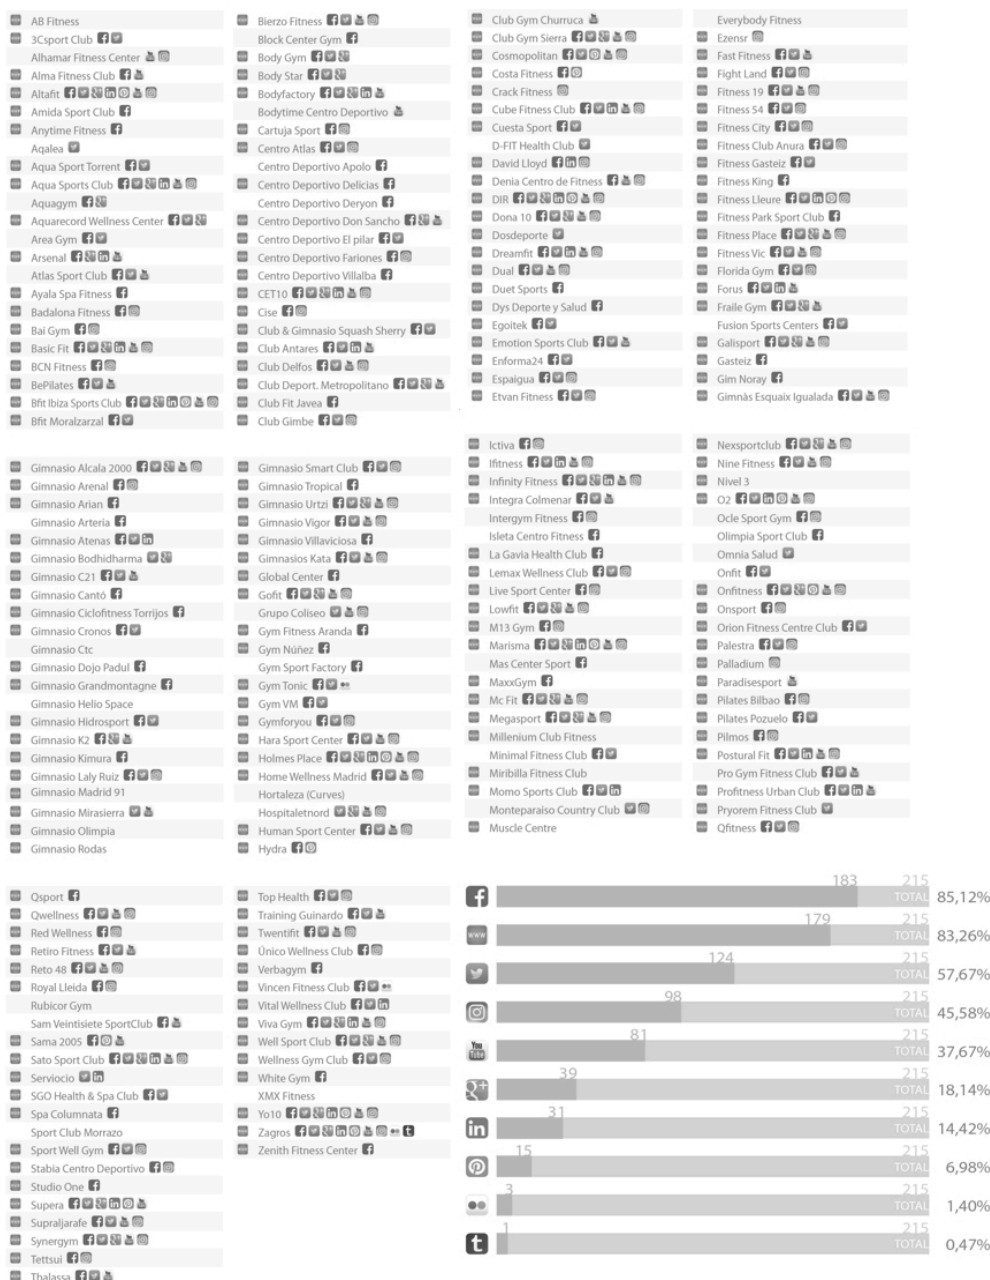 AB Fitness
3Csport Club
Alhamar Fitness Center
Alma Fitness Club
Altafit
Amida Sport Club
Anytime Fitness
Aqalea
Aqua Sport Torrent
Aqua Sports Club
Aquagym
Aquarecord Wellness Center
Area Gym
Arsenal
Atlas Sport Club
Ayala Spa Fitness
Badalona Fitness
Bai Gym
Basic Fit
BCN Fitness
BePilates
Bfit Ibiza Sports Club
Bfit Moralzarzal
Bierzo Fitness
Block Center Gym
Body Gym
Body Star
Bodyfactory
Bodytime Centro Deportivo
Cartuja Sport
Centro Atlas
Centro Deportivo Apolo
Centro Deportivo Delicias
Centro Deportivo Deryon
Centro Deportivo Don Sancho
Centro Deportivo El pilar
Centro Deportivo Fariones
Centro Deportivo Villalba
CET10
Cise
Club & Gimnasio Squash Sherry
Club Antares
Club Delfos
Club Deport. Metropolitano
Club Fit Javea
Club Gimbe
Club Gym Churruca
Club Gym Sierra
Cosmopolitan
Costa Fitness
Crack Fitness
Cube Fitness Club
Cuesta Sport
D-FIT Health Club
David Lloyd
Denia Centro de Fitness
DIR
Dona 10
Dosdeporte
Dreamfit
Dual
Duet Sports
Dys Deporte y Salud
Egoitek
Emotion Sports Club
Enforma24
Espaigua
Etvan Fitness
Everybody Fitness
Ezensr
Fast Fitness
Fight Land
Fitness 19
Fitness 54
Fitness City
Fitness Club Anura
Fitness Gasteiz
Fitness King
Fitness Lleure
Fitness Park Sport Club
Fitness Place
Fitness Vic
Florida Gym
Forus
Fraile Gym
Fusion Sports Centers
Galisport
Gasteiz
Gim Noray
Gimnàs Esquaix Igualada
Gimnasio Alcala 2000
Gimnasio Arenal
Gimnasio Arian
Gimnasio Arteria
Gimnasio Atenas
Gimnasio Bodhidharma
Gimnasio C21
Gimnasio Cantó
Gimnasio Ciclofitness Torrijos
Gimnasio Cronos
Gimnasio Ctc
Gimnasio Dojo Padul
Gimnasio Grandmontagne
Gimnasio Helio Space
Gimnasio Hidrosport
Gimnasio K2
Gimnasio Kimura
Gimnasio Laly Ruiz
Gimnasio Madrid 91
Gimnasio Mirasierra
Gimnasio Olimpia
Gimnasio Rodas
Gimnasio Smart Club
Gimnasio Tropical
Gimnasio Urtzi
Gimnasio Vigor
Gimnasio Villaviciosa
Gimnasios Kata
Global Center
Gofit
Grupo Coliseo
Gym Fitness Aranda
Gym Núñez
Gym Sport Factory
Gym Tonic
Gym VM
Gymforyou
Hara Sport Center
Holmes Place
Home Wellness Madrid
Hortaleza (Curves)
Hospitaletnord
Human Sport Center
Hydra
Ictiva
Ifitness
Infinity Fitness
Integra Colmenar
Intergym Fitness
Isleta Centro Fitness
La Gavia Health Club
Lemax Wellness Club
Live Sport Center
Lowfit
M13 Gym
Marisma
Mas Center Sport
MaxxGym
Mc Fit
Megasport
Millenium Club Fitness
Minimal Fitness Club
Miribilla Fitness Club
Momo Sports Club
Monteparaiso Country Club
Muscle Centre
Nexsportclub
Nine Fitness
Nivel 3
O2
Ocle Sport Gym
Olimpia Sport Club
Omnia Salud
Onfit
Onfitness
Onsport
Orion Fitness Centre Club
Palestra
Palladium
Paradisesport
Pilates Bilbao
Pilates Pozuelo
Pilmos
Postural Fit
Pro Gym Fitness Club
Profitness Urban Club
Pryorem Fitness Club
Qfitness
Qsport
Qwellness
Red Wellness
Retiro Fitness
Reto 48
Royal Lleida
Rubicor Gym
Sam Veintisiete SportClub
Sama 2005
Sato Sport Club
Serviocio
SGO Health & Spa Club
Spa Columnata
Sport Club Morrazo
Sport Well Gym
Stabia Centro Deportivo
Studio One
Supera
Supraljarafe
Synergym
Tettsui
Thalassa
Top Health
Training Guinardo
Twentifit
Único Wellness Club
Verbagym
Vincen Fitness Club
Vital Wellness Club
Viva Gym
Well Sport Club
Wellness Gym Club
White Gym
XMX Fitness
Yo10
Zagros
Zenith Fitness Center
183 215
TOTAL 85,12%
179 215
www TOTAL 83,26%
124 215
TOTAL 57,67%
98 215
TOTAL 45,58%
81 215
You Tube TOTAL 37,67%
39 215
g+ TOTAL 18,14%
31 215
in TOTAL 14,42%
15 215
TOTAL 6,98%
3 215
TOTAL 1,40%
1 215
t TOTAL 0,47%